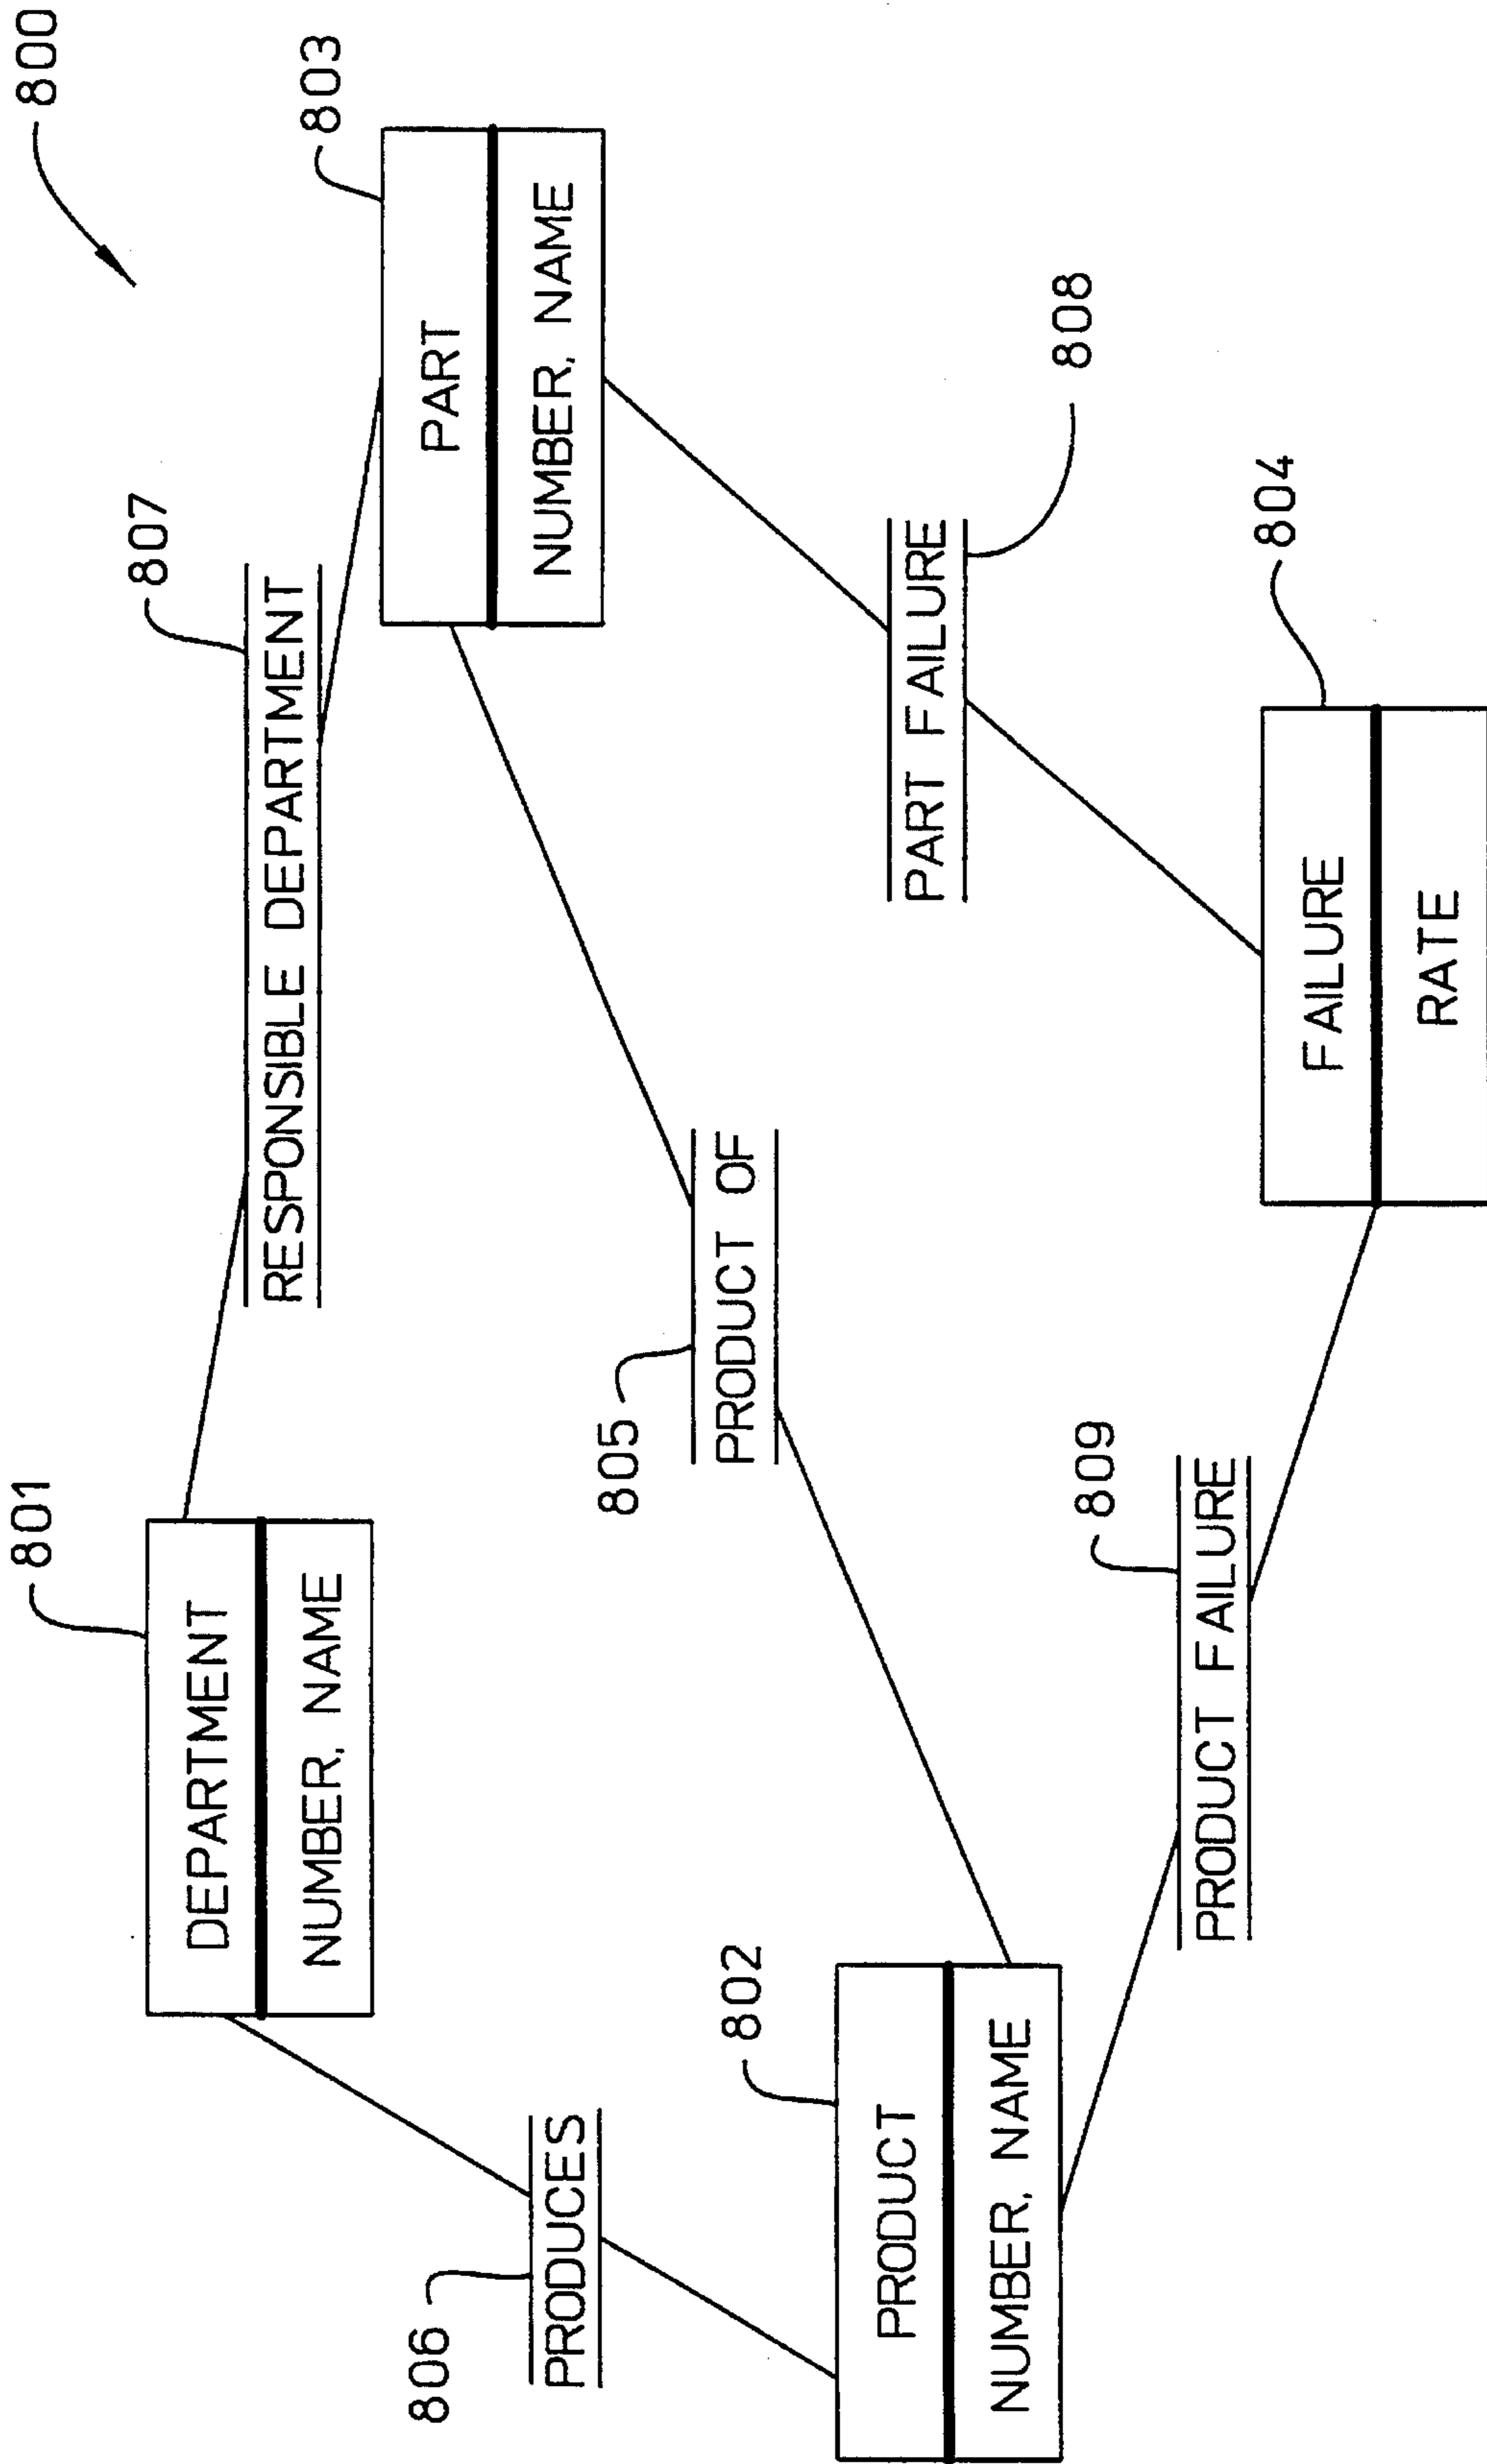 800
801
DEPARTMENT
NUMBER, NAME
807
RESPONSIBLE DEPARTMENT
803
PART
NUMBER, NAME
806
PRODUCES
805
PRODUCT OF
802
PRODUCT
NUMBER, NAME
808
PART FAILURE
809
PRODUCT FAILURE
804
FAILURE
RATE